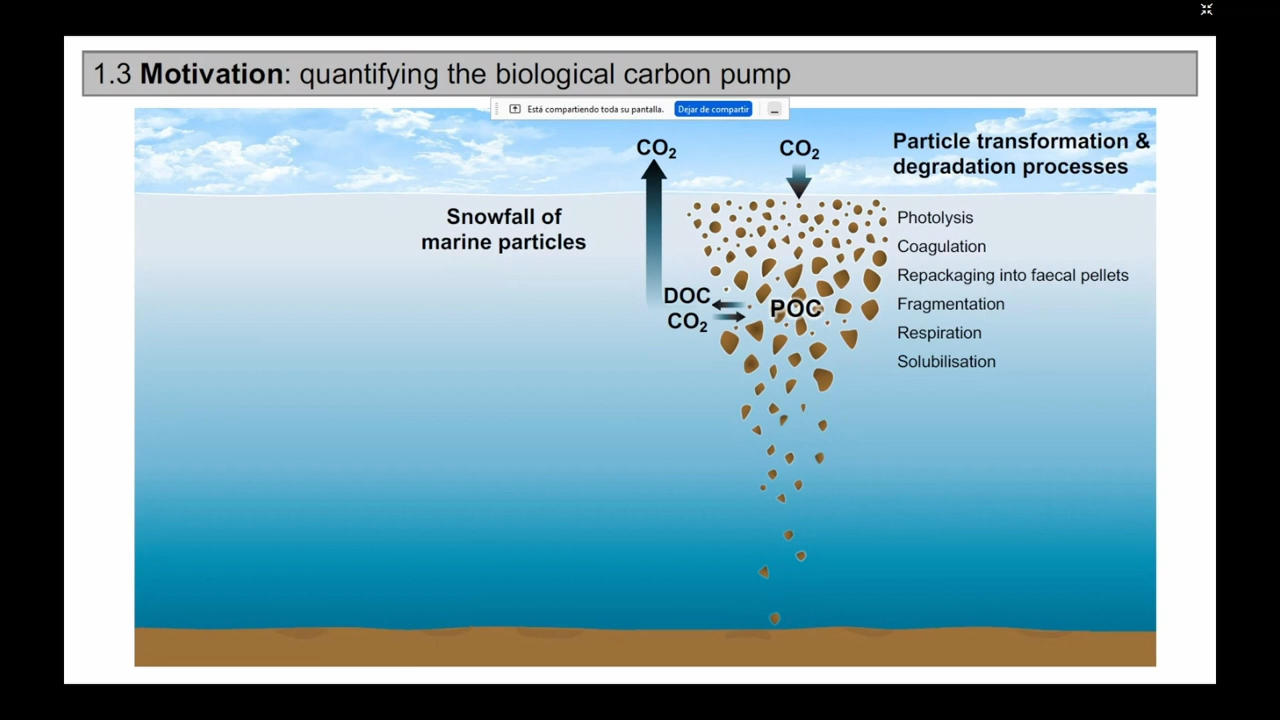 1.3 Motivation: quantifying the biological carbon pump
Está compartiendo toda su pantalla. Dejar de compartir
CO₂
CO₂
Particle transformation &
degradation processes
Snowfall of
marine particles
Photolysis
Coagulation
Repackaging into faecal pellets
DOC
CO₂
POC
Fragmentation
Respiration
Solubilisation